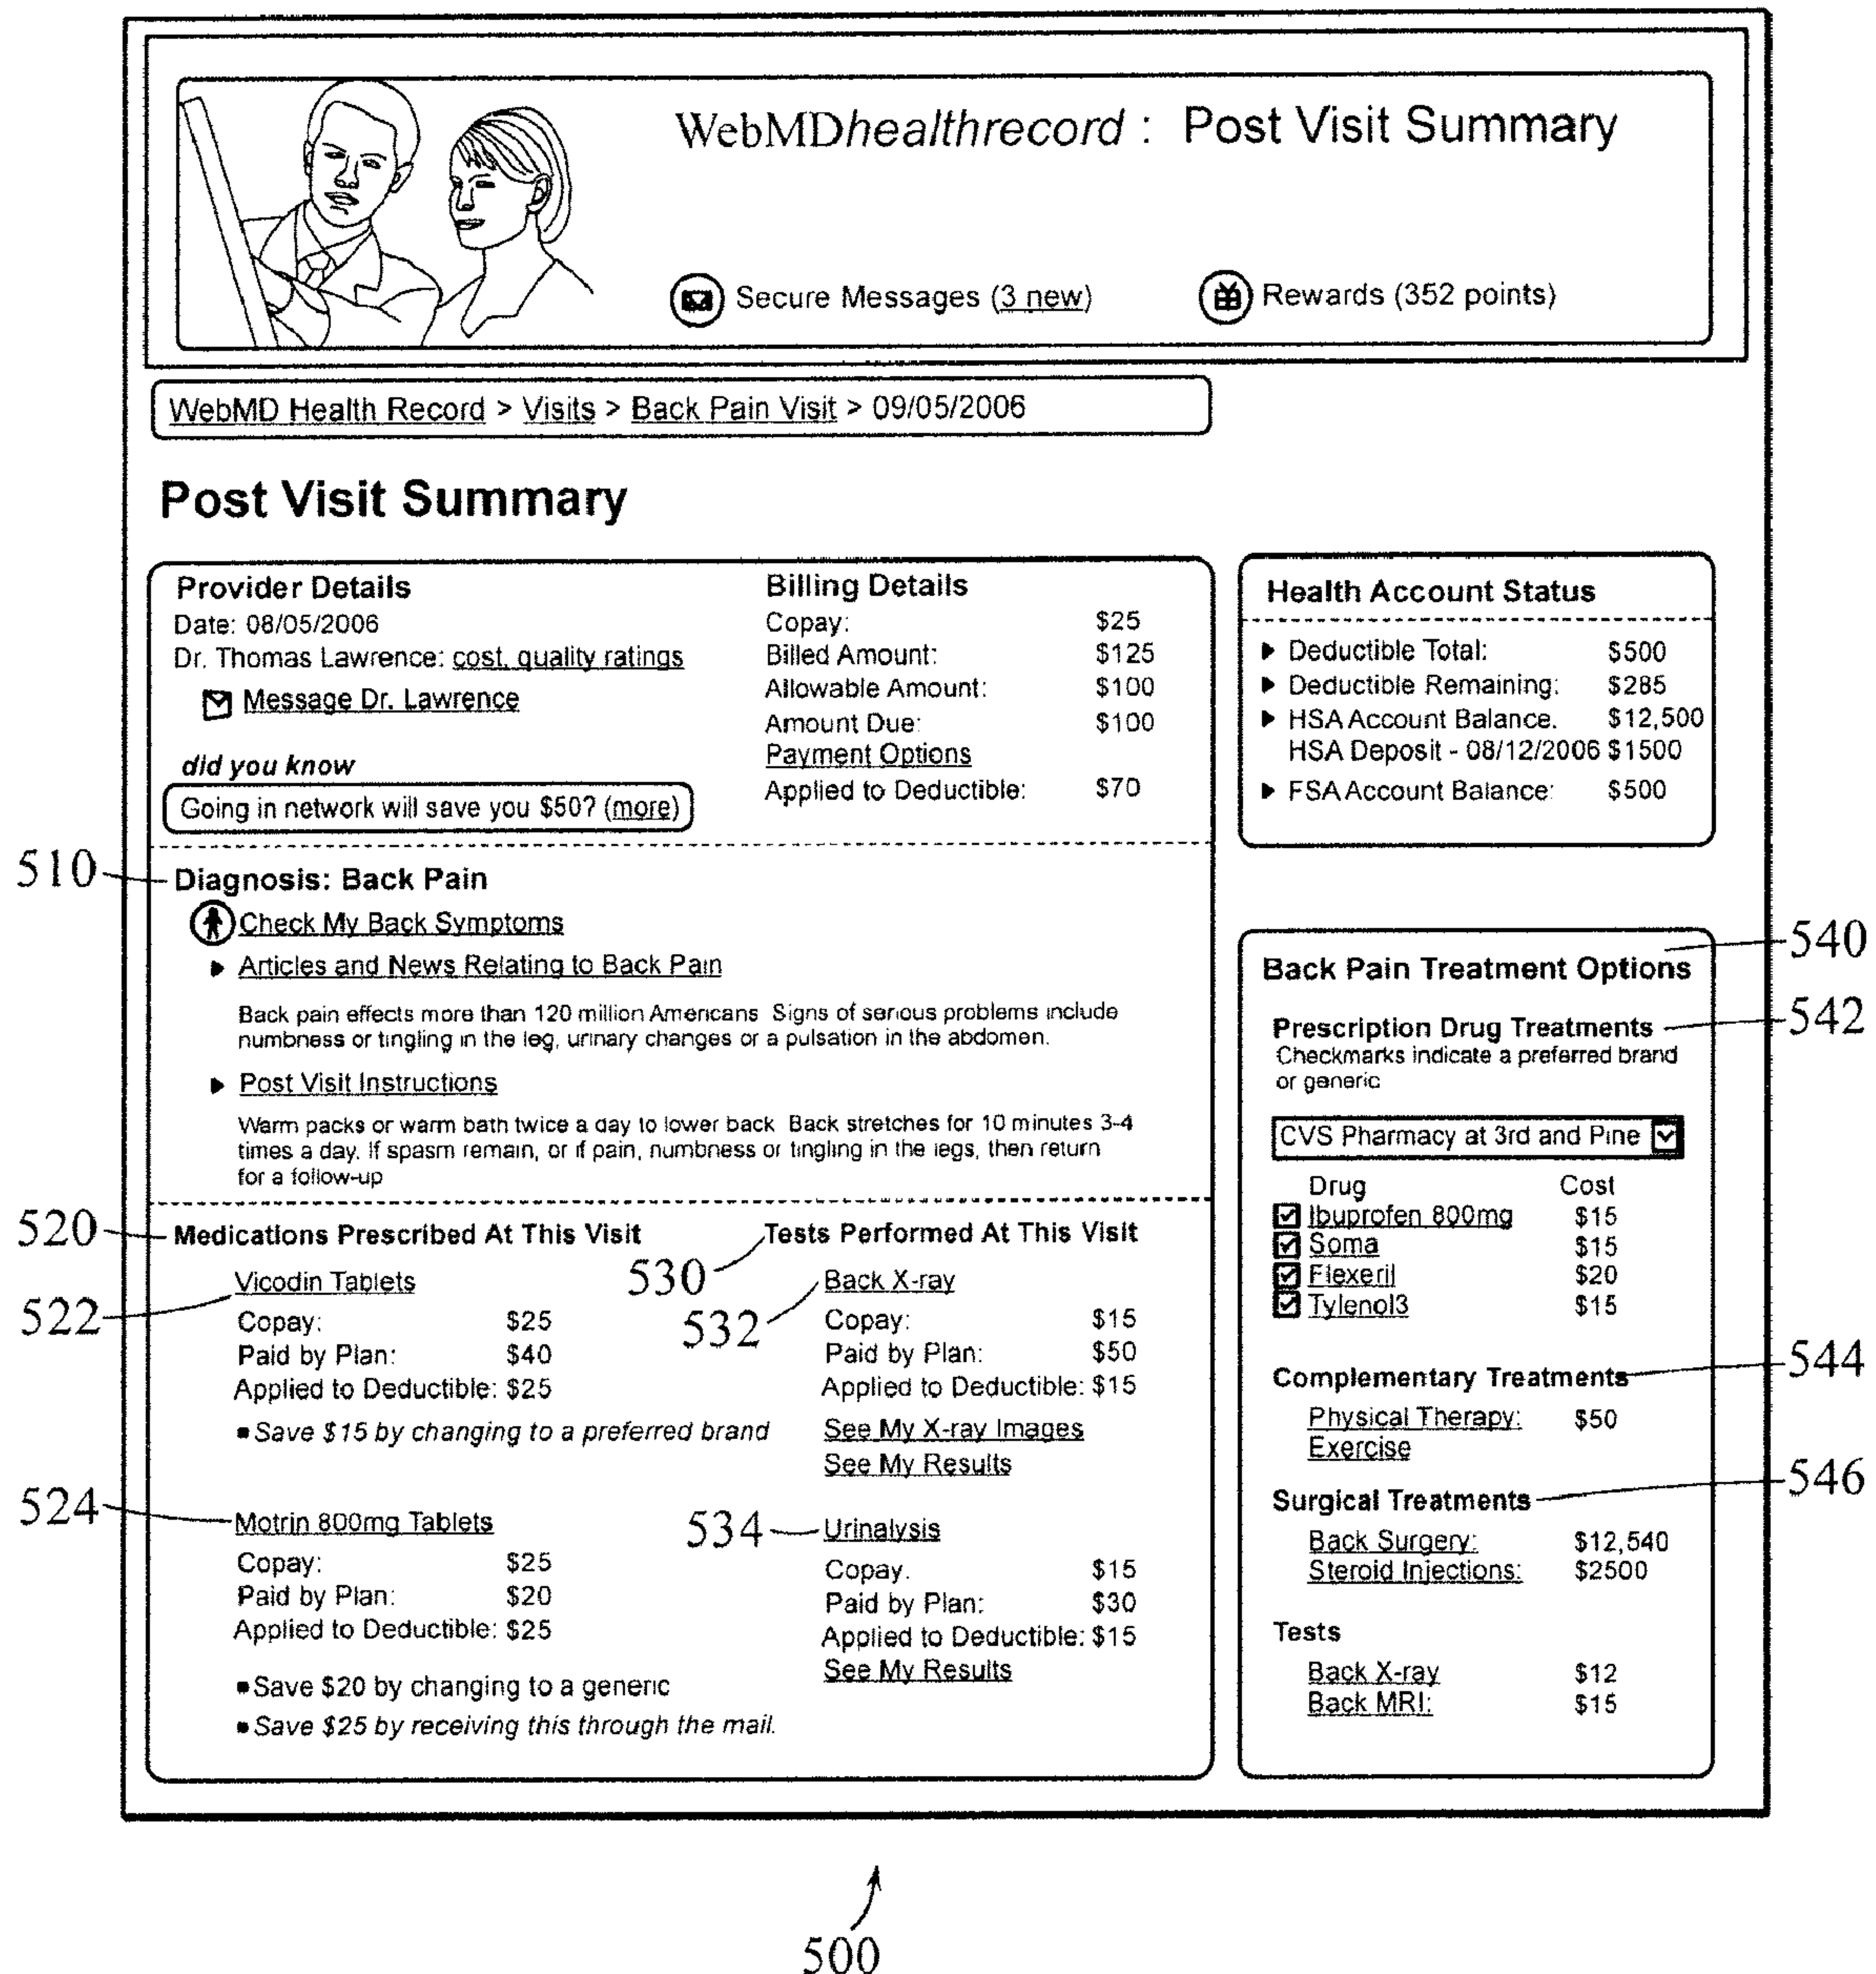 WebMDhealthrecord : Post Visit Summary
Secure Messages (3 new)
Rewards (352 points)
WebMD Health Record > Visits > Back Pain Visit > 09/05/2006
Post Visit Summary
Provider Details
Date: 08/05/2006
Dr. Thomas Lawrence: cost, quality ratings
Message Dr. Lawrence
did you know
Going in network will save you $50? (more)
Billing Details
Copay: $25
Billed Amount: $125
Allowable Amount: $100
Amount Due: $100
Payment Options
Applied to Deductible: $70
Health Account Status
Deductible Total: $500
Deductible Remaining: $285
HSA Account Balance. $12,500
HSA Deposit - 08/12/2006 $1500
FSA Account Balance: $500
510
Diagnosis: Back Pain
Check My Back Symptoms
Articles and News Relating to Back Pain
Back pain effects more than 120 million Americans Signs of serious problems include
numbness or tingling in the leg, urinary changes or a pulsation in the abdomen.
Post Visit Instructions
Warm packs or warm bath twice a day to lower back Back stretches for 10 minutes 3-4
times a day. If spasm remain, or if pain, numbness or tingling in the legs, then return
for a follow-up
520
Medications Prescribed At This Visit
522
Vicodin Tablets
Copay: $25
Paid by Plan: $40
Applied to Deductible: $25
Save $15 by changing to a preferred brand
524
Motrin 800mg Tablets
Copay: $25
Paid by Plan: $20
Applied to Deductible: $25
Save $20 by changing to a generic
Save $25 by receiving this through the mail.
530
Tests Performed At This Visit
532
Back X-ray
Copay: $15
Paid by Plan: $50
Applied to Deductible: $15
See My X-ray Images
See My Results
534
Urinalysis
Copay. $15
Paid by Plan: $30
Applied to Deductible: $15
See My Results
540
Back Pain Treatment Options
542
Prescription Drug Treatments
Checkmarks indicate a preferred brand
or generic
CVS Pharmacy at 3rd and Pine
Drug Cost
Ibuprofen 800mg $15
Soma $15
Flexeril $20
Tylenol3 $15
544
Complementary Treatments
Physical Therapy: $50
Exercise
546
Surgical Treatments
Back Surgery: $12,540
Steroid Injections: $2500
Tests
Back X-ray $12
Back MRI: $15
500